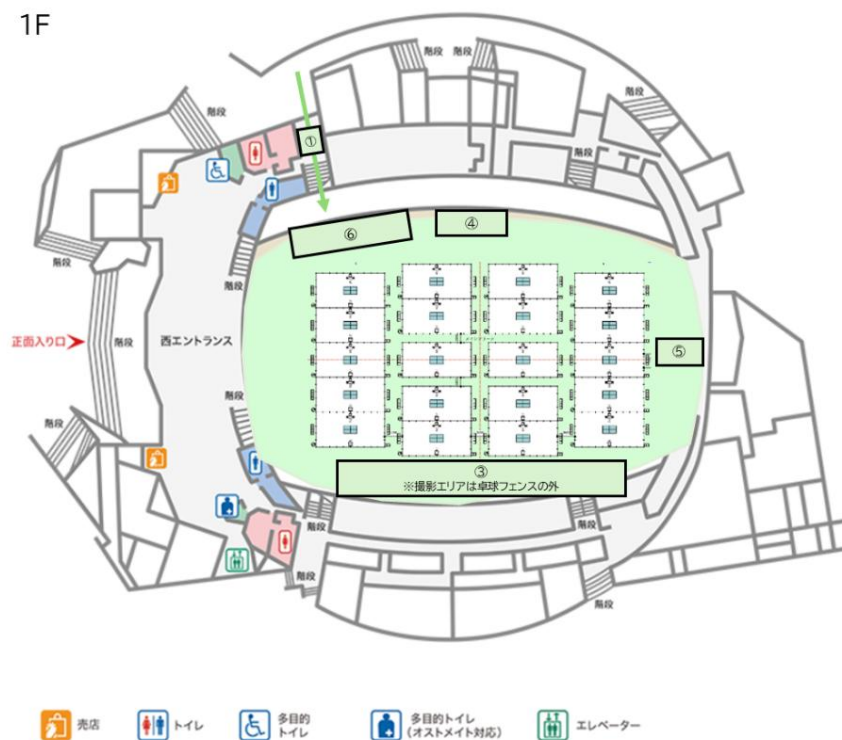 1F
階段 階段
階段
階段
①
階段
④
⑥
階段
階段
正面入り口
階段
西エントランス
⑤
階段
階段
③
※撮影エリアは卓球フェンスの外
階段
階段
階段
階段
売店
トイレ
多目的
トイレ
多目的トイレ
(オストメイト対応)
エレベーター